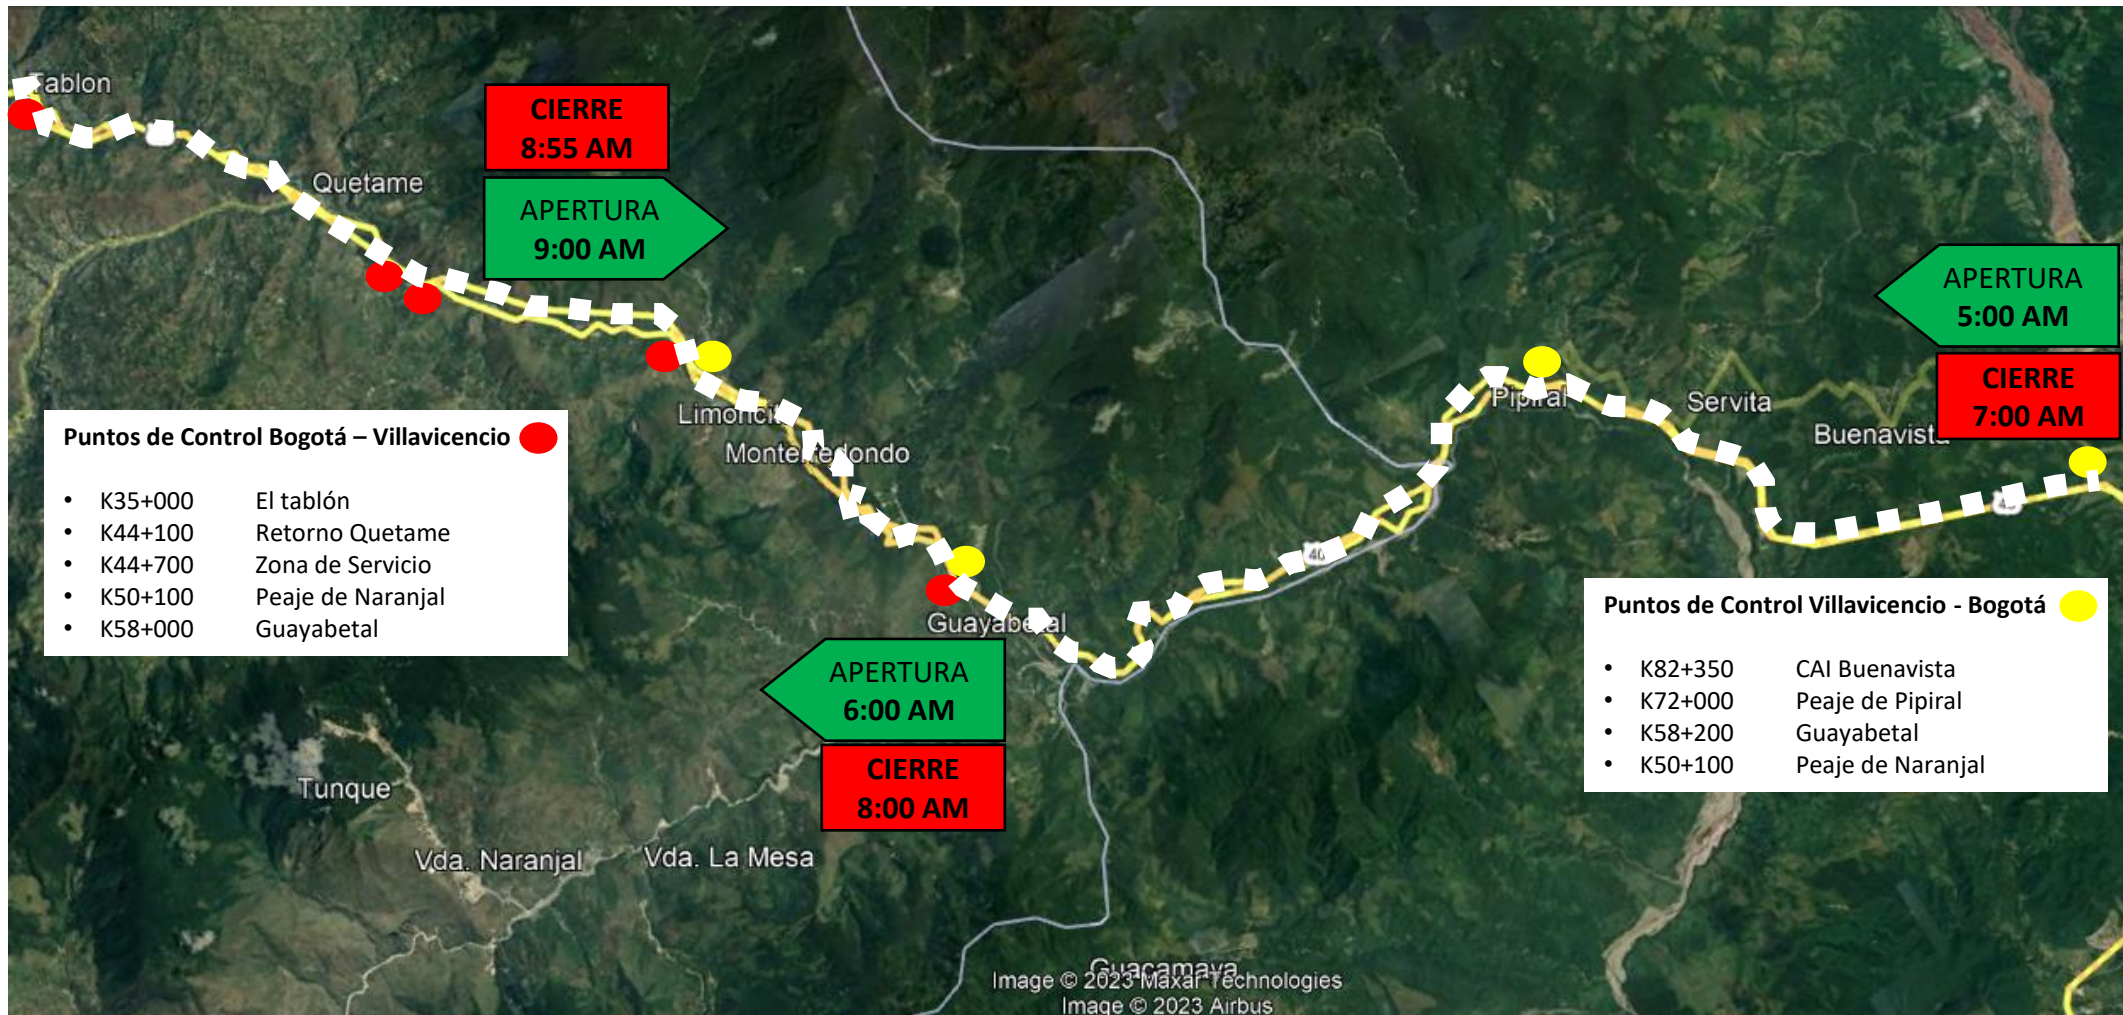 Tablon
CIERRE
8:55 AM
Quetame
APERTURA
9:00 AM
APERTURA
5:00 AM
CIERRE
7:00 AM
Pipiral
Servita
Buenavista
Limoncit
Monterredondo
Puntos de Control Bogotá – Villavicencio
• K35+000 El tablón
• K44+100 Retorno Quetame
• K44+700 Zona de Servicio
• K50+100 Peaje de Naranjal
• K58+000 Guayabetal
40
Guayabetal
APERTURA
6:00 AM
CIERRE
8:00 AM
Puntos de Control Villavicencio - Bogotá
• K82+350 CAI Buenavista
• K72+000 Peaje de Pipiral
• K58+200 Guayabetal
• K50+100 Peaje de Naranjal
Tunque
Vda. Naranjal
Vda. La Mesa
Guacamaya
Image © 2023 Maxar Technologies
Image © 2023 Airbus